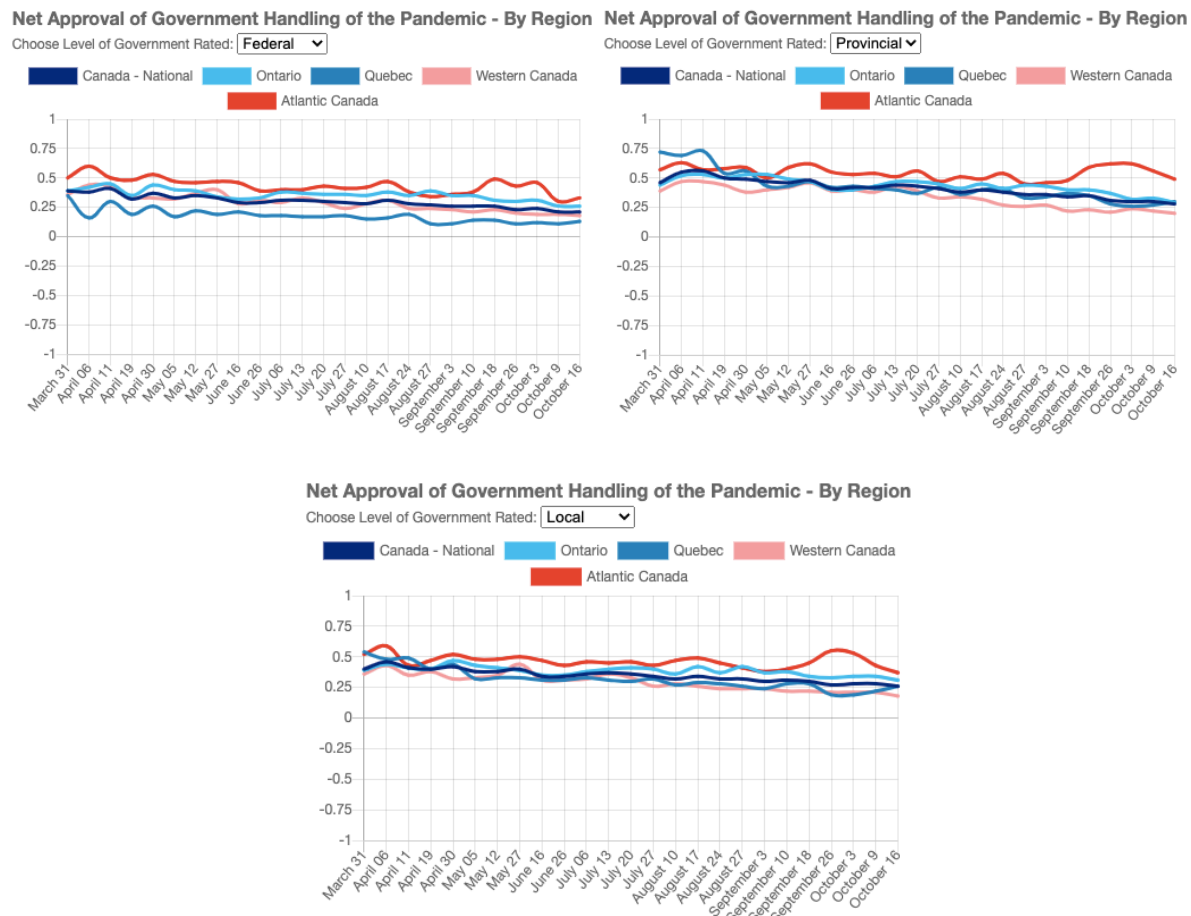 Net Approval of Government Handling of the Pandemic - By Region
Choose Level of Government Rated: Federal
Canada - National Ontario Quebec Western Canada
Atlantic Canada
1
0.75
0.5
0.25
0
-0.25
-0.5
-0.75
-1
March 31
April 06
April 11
April 19
April 30
May 05
May 12
May 27
June 16
June 26
July 06
July 13
July 20
July 27
August 10
August 17
August 24
August 27
September 3
September 10
September 18
September 26
October 3
October 9
October 16
Net Approval of Government Handling of the Pandemic - By Region
Choose Level of Government Rated: Provincial
Canada - National Ontario Quebec Western Canada
Atlantic Canada
1
0.75
0.5
0.25
0
-0.25
-0.5
-0.75
-1
March 31
April 06
April 11
April 19
April 30
May 05
May 12
May 27
June 16
June 26
July 06
July 13
July 20
July 27
August 10
August 17
August 24
August 27
September 3
September 10
September 18
September 26
October 3
October 9
October 16
Net Approval of Government Handling of the Pandemic - By Region
Choose Level of Government Rated: Local
Canada - National Ontario Quebec Western Canada
Atlantic Canada
1
0.75
0.5
0.25
0
-0.25
-0.5
-0.75
-1
March 31
April 06
April 11
April 19
April 30
May 05
May 12
May 27
June 16
June 26
July 06
July 13
July 20
July 27
August 10
August 17
August 24
August 27
September 3
September 10
September 18
September 26
October 3
October 9
October 16